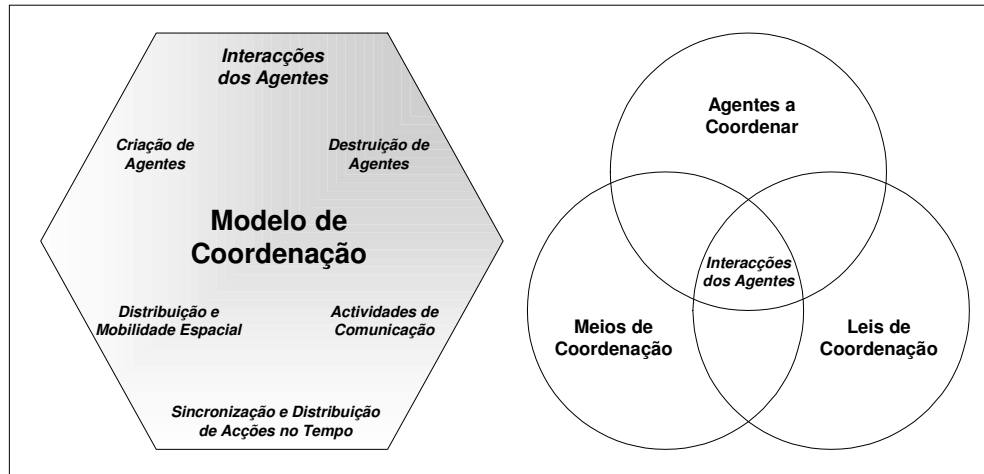 Interacções
dos Agentes
Criação de
Agentes
Destruição de
Agentes
Modelo de
Coordenação
Distribuição e
Mobilidade Espacial
Actividades de
Comunicação
Sincronização e Distribuição
de Acções no Tempo
Agentes a
Coordenar
Interacções
dos Agentes
Meios de
Coordenação
Leis de
Coordenação